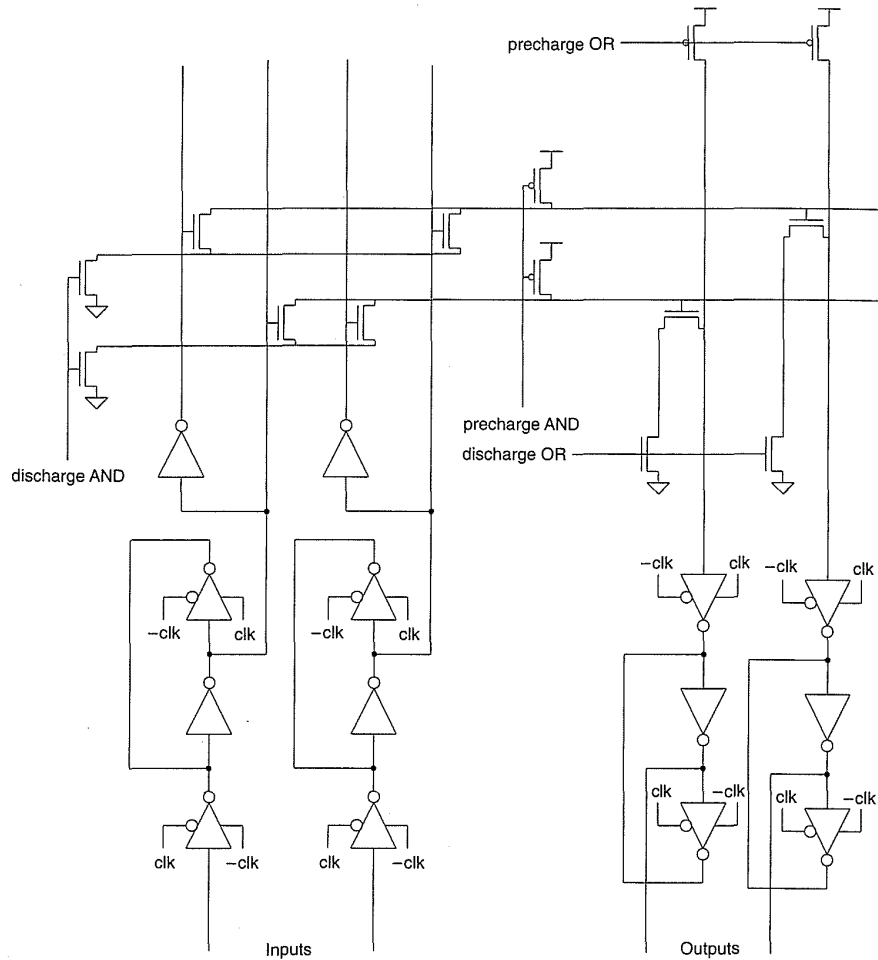 precharge OR
precharge AND
discharge OR
discharge AND
−clk
clk
−clk
clk
−clk
clk
−clk
clk
clk
−clk
clk
−clk
clk
−clk
clk
−clk
Inputs
Outputs